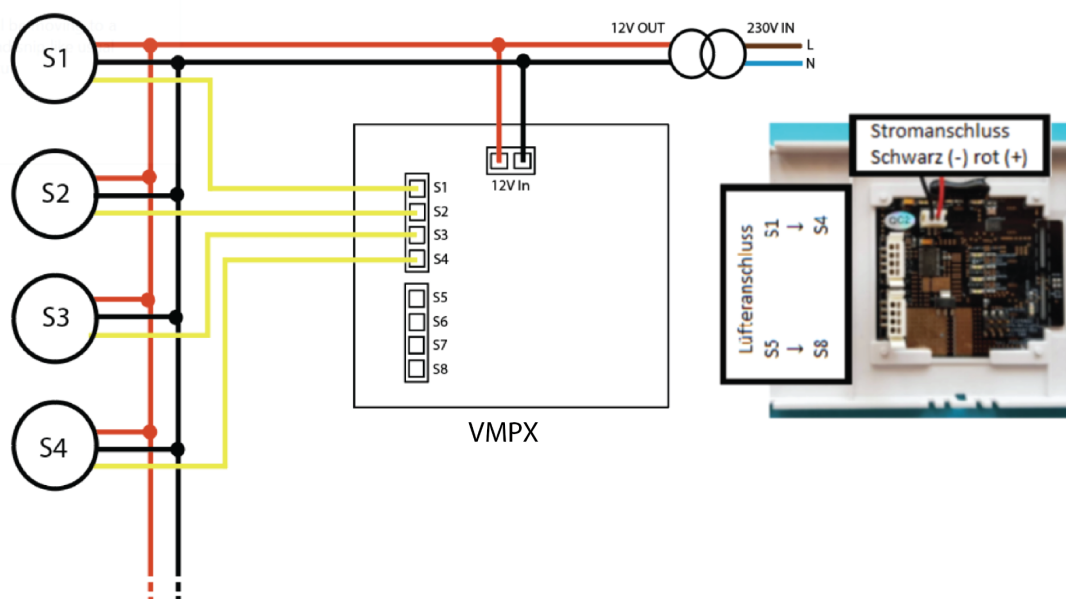 12V OUT
230V IN
L
N
S1
S2
S3
S4
12V In
S1
S2
S3
S4
S5
S6
S7
S8
VMPX
Stromanschluss
Schwarz (-) rot (+)
Lüfteranschluss
S1 → S4
S5 → S8
QC2